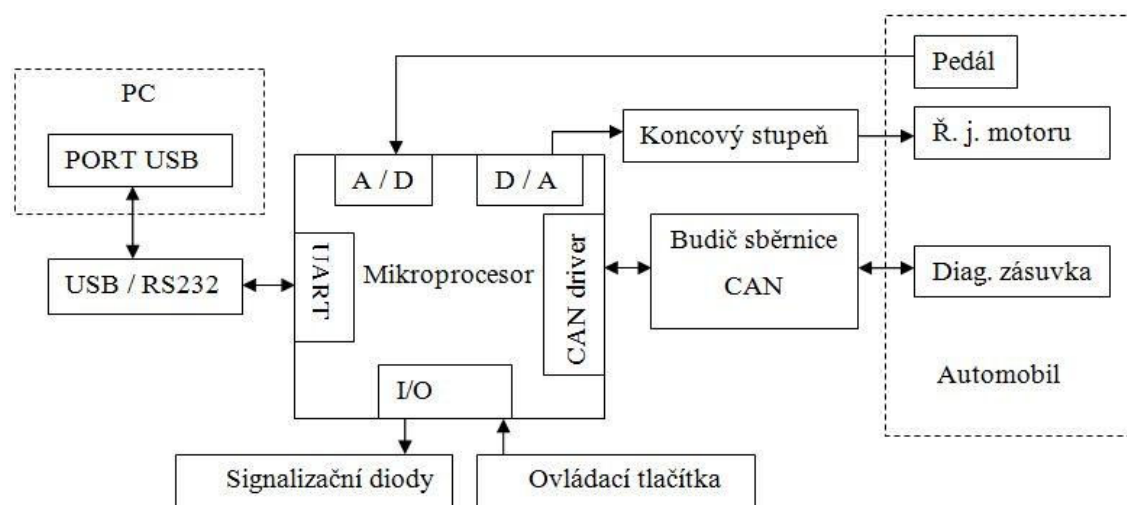 Pedál
PC
Koncový stupeň
Ř. j. motoru
PORT USB
A / D
D / A
Budič sběrnice
CAN
UART
Mikroprocesor
CAN driver
USB / RS232
Diag. zásuvka
I/O
Automobil
Signalizační diody
Ovládací tlačítka